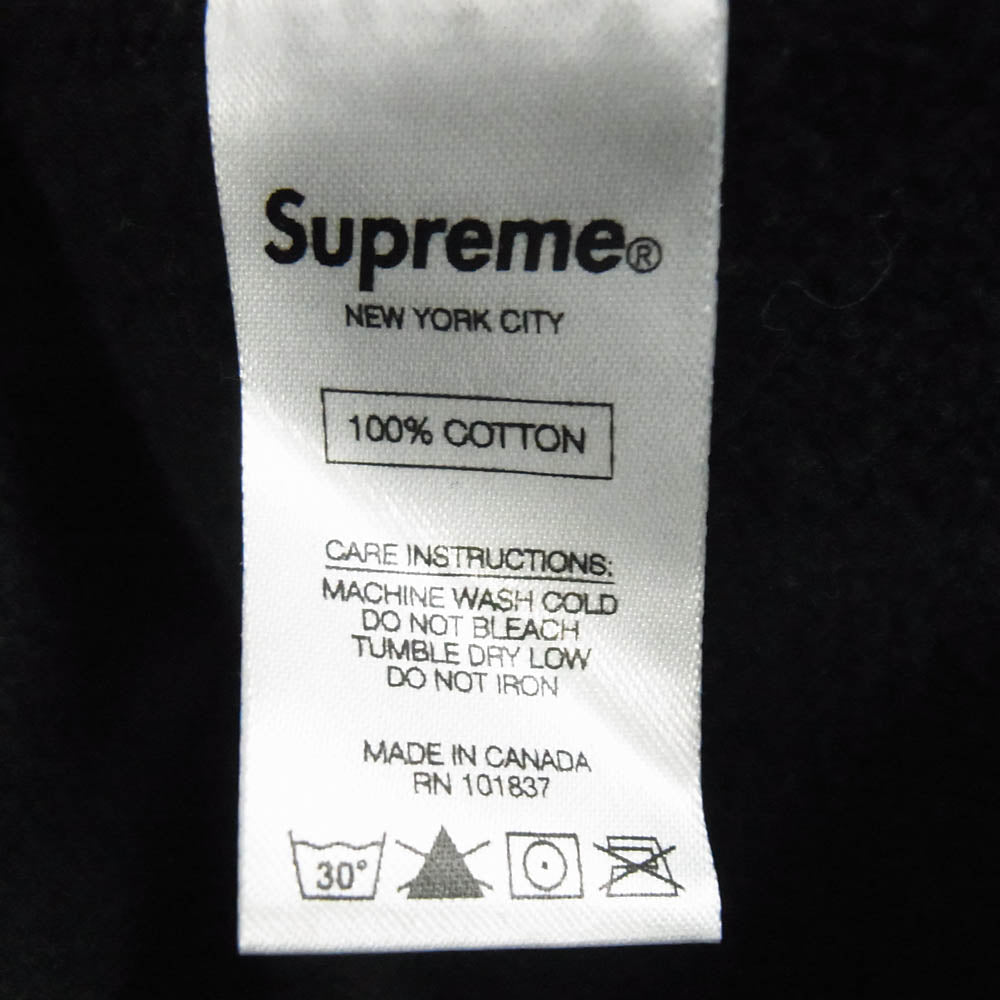 Supreme®
NEW YORK CITY
100% COTTON
CARE INSTRUCTIONS:
MACHINE WASH COLD
DO NOT BLEACH
TUMBLE DRY LOW
DO NOT IRON
MADE IN CANADA
RN 101837
30°